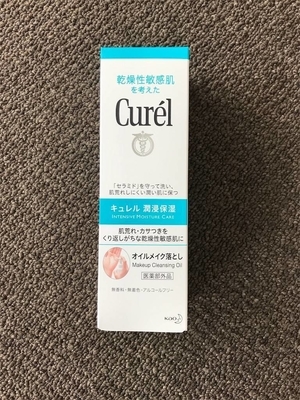 乾燥性敏感肌
を考えた
Curél
「セラミド」を守って洗い、
肌荒れしにくい潤い肌に保つ
キュレル 潤浸保湿
INTENSIVE MOISTURE CARE
肌荒れ・カサつきを
くり返しがちな乾燥性敏感肌に
オイルメイク落とし
Makeup Cleansing Oil
医薬部外品
無香料・無着色・アルコールフリー
kao